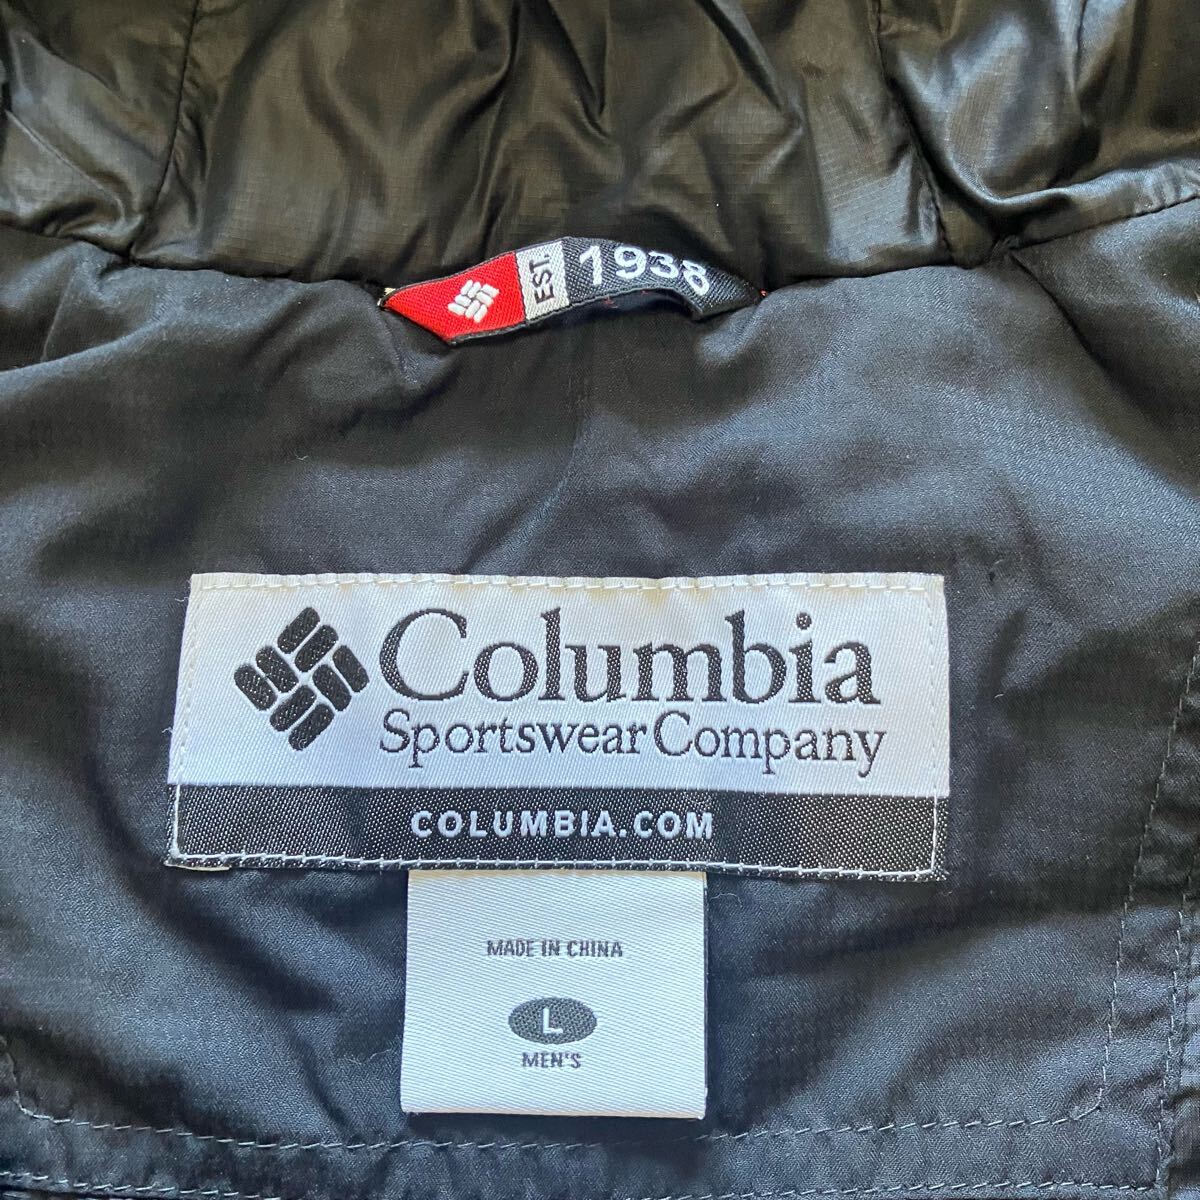 EST. 1938
Columbia
Sportswear Company
COLUMBIA.COM
MADE IN CHINA
L
MEN'S